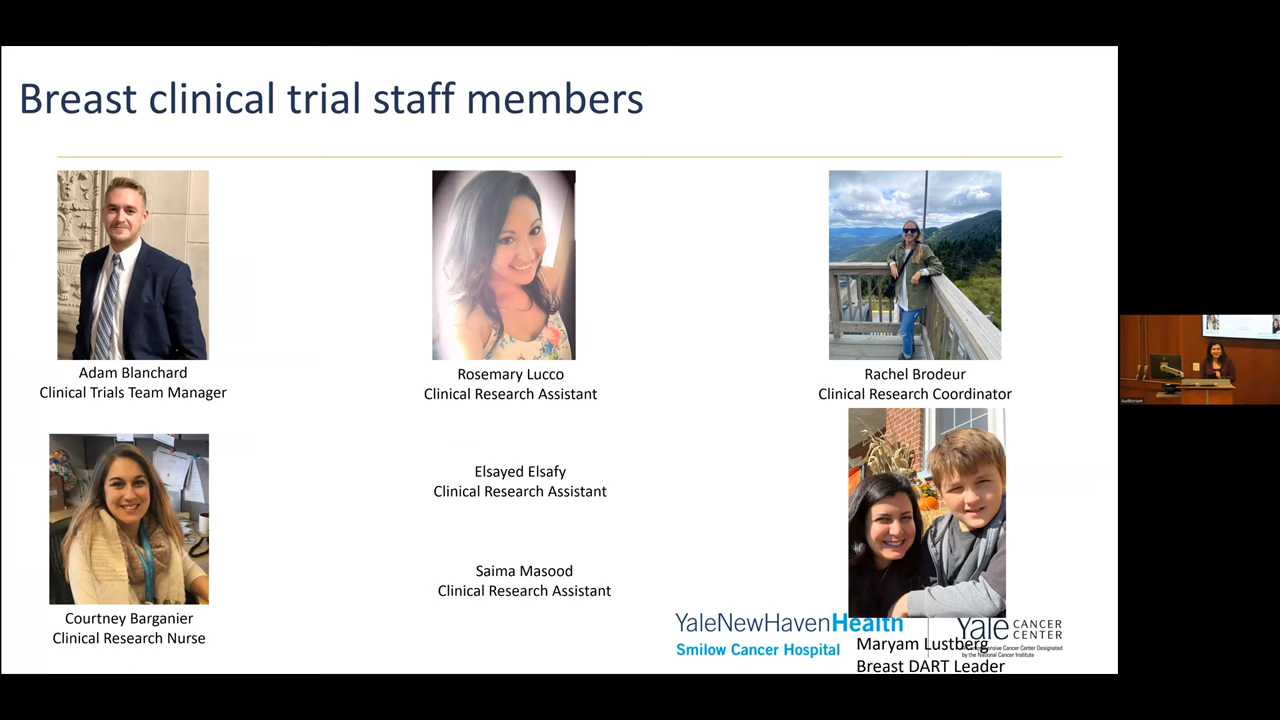 Breast clinical trial staff members
Adam Blanchard
Clinical Trials Team Manager
Rosemary Lucco
Clinical Research Assistant
Rachel Brodeur
Clinical Research Coordinator
Elsayed Elsafy
Clinical Research Assistant
Saima Masood
Clinical Research Assistant
Courtney Barganier
Clinical Research Nurse
YaleNewHavenHealth
Smilow Cancer Hospital
Yale CANCER
CENTER
Comprehensive Cancer Center Designated
by the National Cancer Institute
Maryam Lustberg
Breast DART Leader
Auditorium